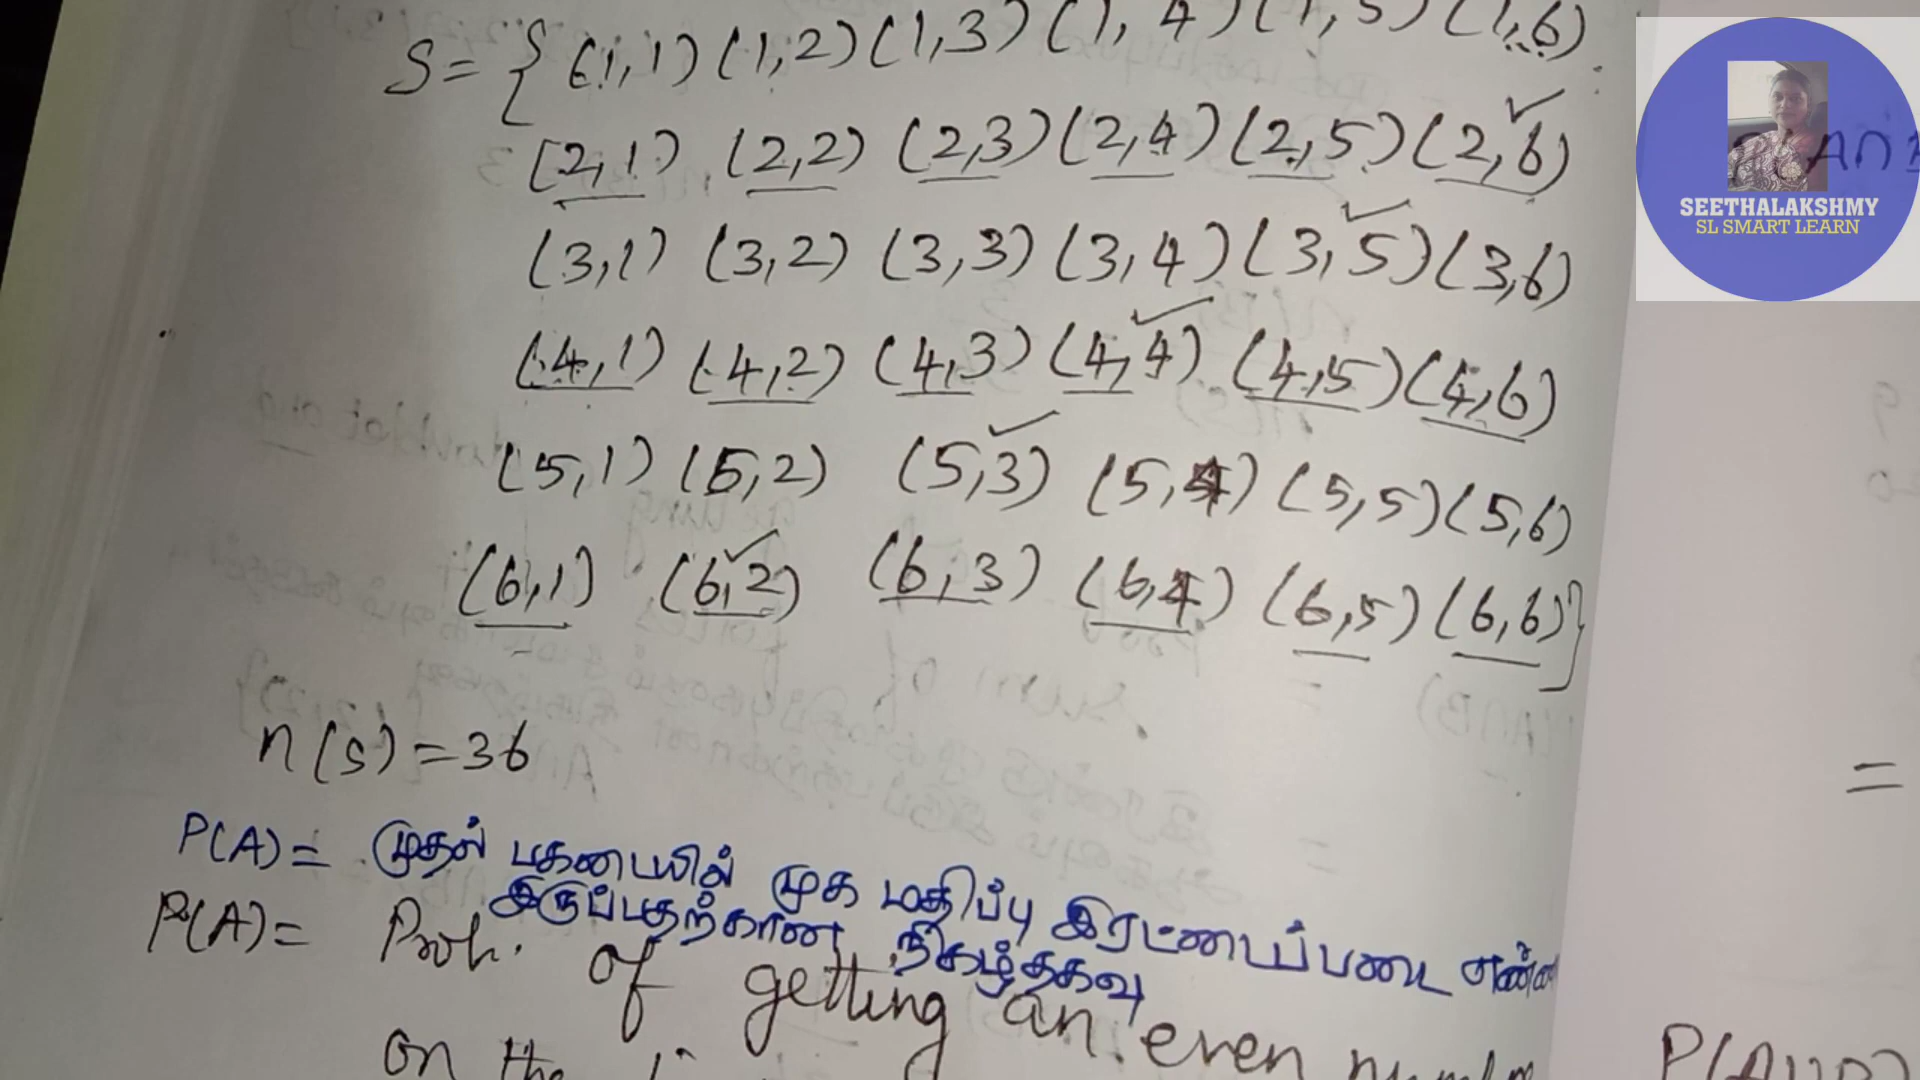 S = { (1,1) (1,2) (1,3) (1,4) (1,5) (1,6)
(2,1) (2,2) (2,3) (2,4) (2,5) (2,6)
(3,1) (3,2) (3,3) (3,4) (3,5) (3,6)
(4,1) (4,2) (4,3) (4,4) (4,5) (4,6)
(5,1) (5,2) (5,3) (5,4) (5,5) (5,6)
(6,1) (6,2) (6,3) (6,4) (6,5) (6,6) }
n(s) = 36
P(A) = முதல் பகடையில் முக மதிப்பு இரட்டைப்படை எண்
இருப்பதற்கான நிகழ்தகவு
P(A) = Prob. of getting an even
on the
SEETHALAKSHMY
SL SMART LEARN
=